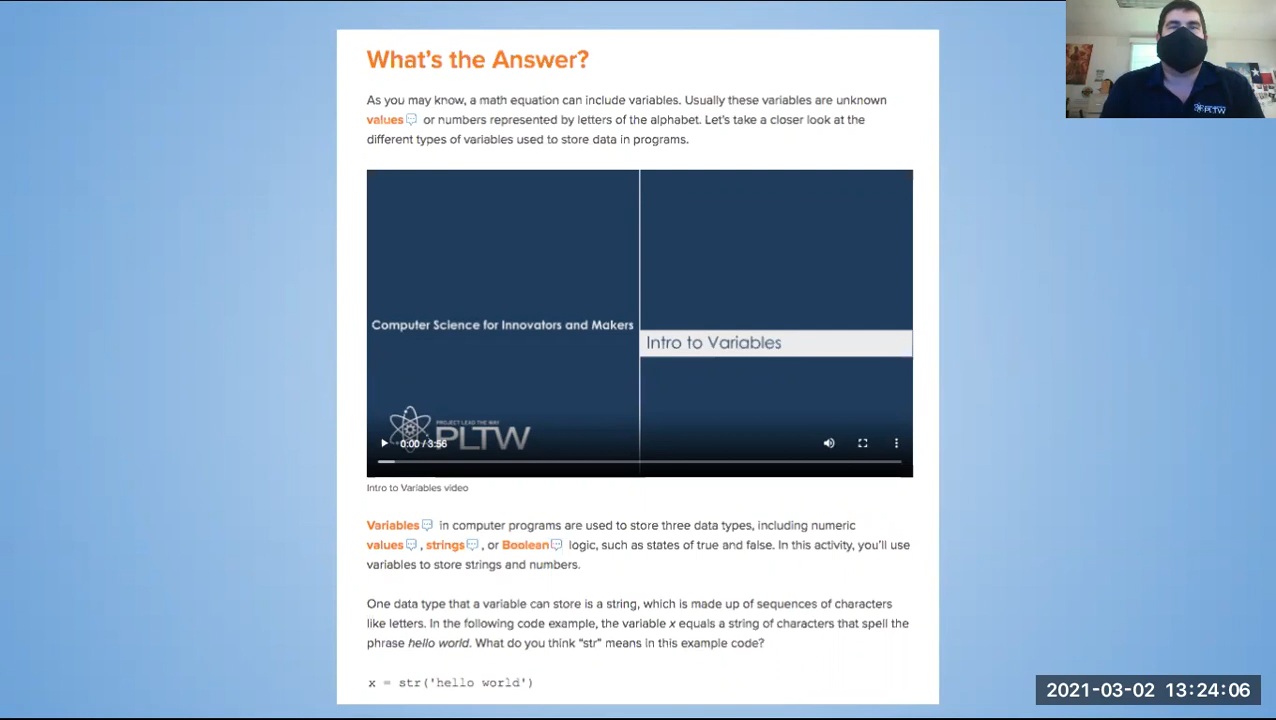 What's the Answer?
As you may know, a math equation can include variables. Usually these variables are unknown
values or numbers represented by letters of the alphabet. Let's take a closer look at the
different types of variables used to store data in programs.
Computer Science for Innovators and Makers
Intro to Variables
PROJECT LEAD THE WAY
PLTW
0:00 / 3:56
Intro to Variables video
Variables in computer programs are used to store three data types, including numeric
values, strings, or Boolean logic, such as states of true and false. In this activity, you'll use
variables to store strings and numbers.
One data type that a variable can store is a string, which is made up of sequences of characters
like letters. In the following code example, the variable x equals a string of characters that spell the
phrase hello world. What do you think "str" means in this example code?
x = str('hello world')
PLTW
2021-03-02 13:24:06